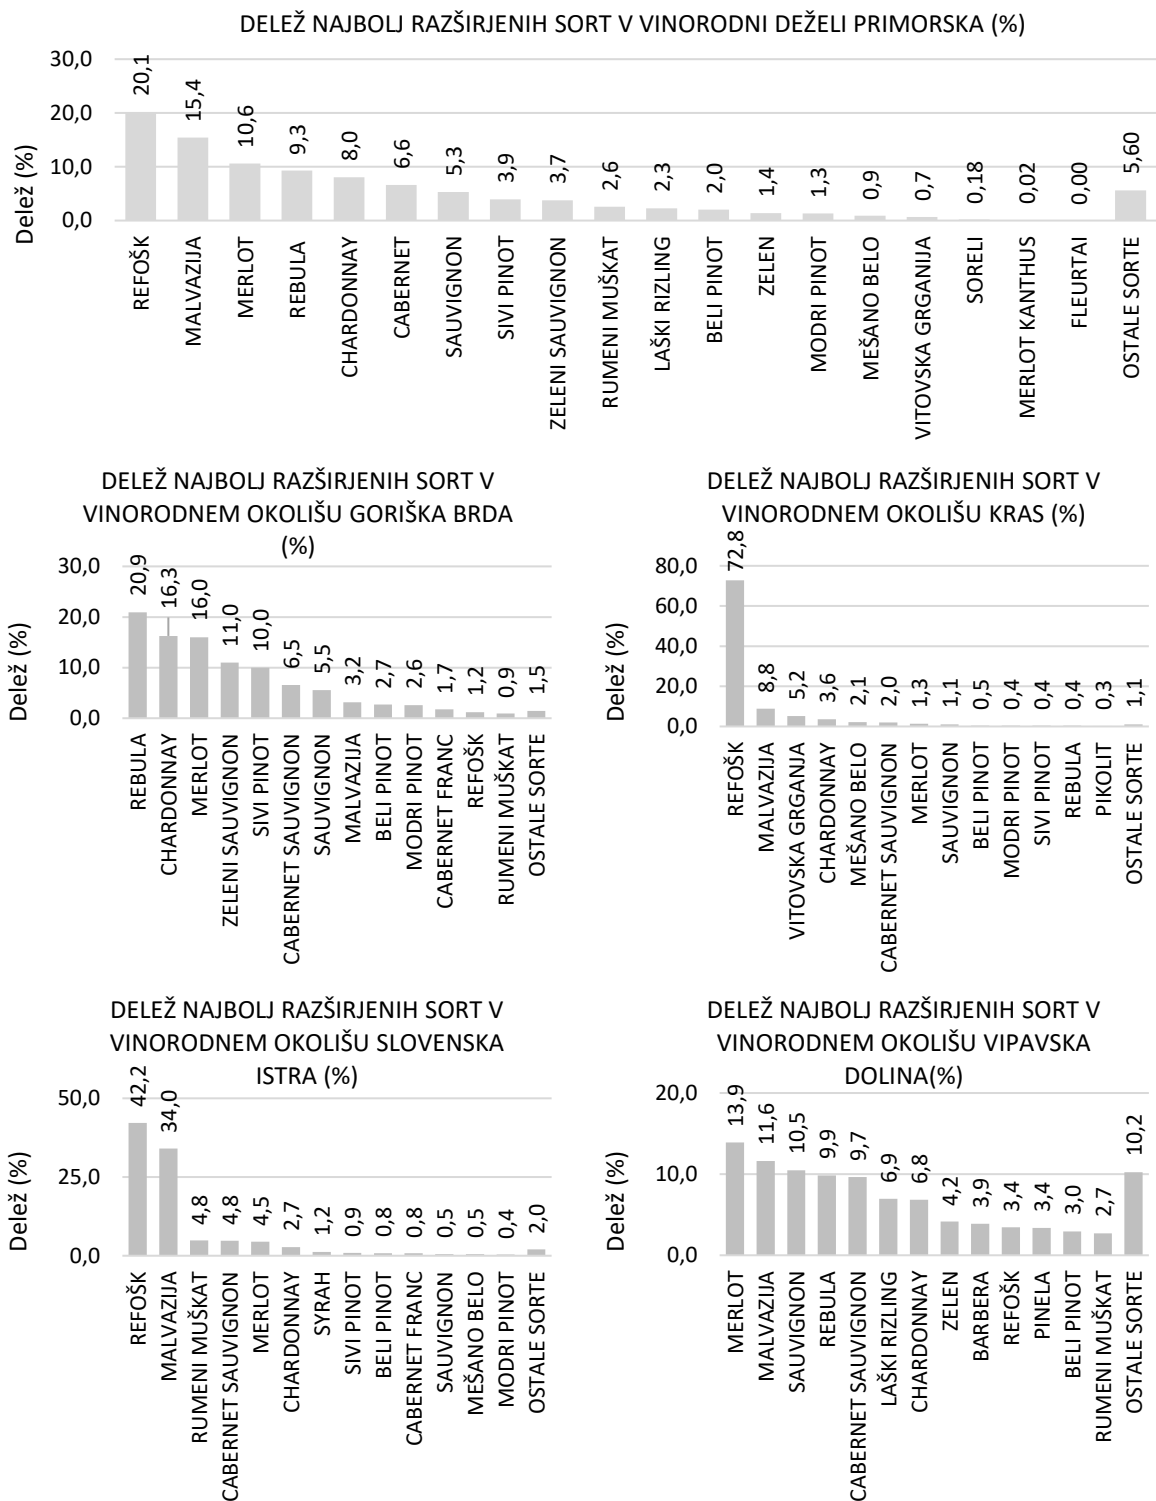 DELEŽ NAJBOLJ RAZŠIRJENIH SORT V VINORODNI DEŽELI PRIMORSKA (%)
Delež (%)
30,0
20,0
10,0
0,0
20,1
15,4
10,6
9,3
8,0
6,6
5,3
3,9
3,7
2,6
2,3
2,0
1,4
1,3
0,9
0,7
0,18
0,02
0,00
5,60
REFOŠK
MALVAZIJA
MERLOT
REBULA
CHARDONNAY
CABERNET
SAUVIGNON
SIVI PINOT
ZELENI SAUVIGNON
RUMENI MUŠKAT
LAŠKI RIZLING
BELI PINOT
ZELEN
MODRI PINOT
MEŠANO BELO
VITOVSKA GRGANIJA
SORELI
MERLOT KANTHUS
FLEURTAI
OSTALE SORTE
DELEŽ NAJBOLJ RAZŠIRJENIH SORT V
VINORODNEM OKOLIŠU GORIŠKA BRDA
(%)
Delež (%)
30,0
20,0
10,0
0,0
20,9
16,3
16,0
11,0
10,0
6,5
5,5
3,2
2,7
2,6
1,7
1,2
0,9
1,5
REBULA
CHARDONNAY
MERLOT
ZELENI SAUVIGNON
SIVI PINOT
CABERNET SAUVIGNON
SAUVIGNON
MALVAZIJA
BELI PINOT
MODRI PINOT
CABERNET FRANC
REFOŠK
RUMENI MUŠKAT
OSTALE SORTE
DELEŽ NAJBOLJ RAZŠIRJENIH SORT V
VINORODNEM OKOLIŠU KRAS (%)
Delež (%)
80,0
60,0
40,0
20,0
0,0
72,8
8,8
5,2
3,6
2,1
2,0
1,3
1,1
0,5
0,4
0,4
0,4
0,3
1,1
REFOŠK
MALVAZIJA
VITOVSKA GRGANJA
CHARDONNAY
MEŠANO BELO
CABERNET SAUVIGNON
MERLOT
SAUVIGNON
BELI PINOT
MODRI PINOT
SIVI PINOT
REBULA
PIKOLIT
OSTALE SORTE
DELEŽ NAJBOLJ RAZŠIRJENIH SORT V
VINORODNEM OKOLIŠU SLOVENSKA
ISTRA (%)
Delež (%)
50,0
25,0
0,0
42,2
34,0
4,8
4,8
4,5
2,7
1,2
0,9
0,8
0,8
0,5
0,5
0,4
2,0
REFOŠK
MALVAZIJA
RUMENI MUŠKAT
CABERNET SAUVIGNON
MERLOT
CHARDONNAY
SYRAH
SIVI PINOT
BELI PINOT
CABERNET FRANC
SAUVIGNON
MEŠANO BELO
MODRI PINOT
OSTALE SORTE
DELEŽ NAJBOLJ RAZŠIRJENIH SORT V
VINORODNEM OKOLIŠU VIPAVSKA
DOLINA(%)
Delež (%)
20,0
10,0
0,0
13,9
11,6
10,5
9,9
9,7
6,9
6,8
4,2
3,9
3,4
3,4
3,0
2,7
10,2
MERLOT
MALVAZIJA
SAUVIGNON
REBULA
CABERNET SAUVIGNON
LAŠKI RIZLING
CHARDONNAY
ZELEN
BARBERA
REFOŠK
PINELA
BELI PINOT
RUMENI MUŠKAT
OSTALE SORTE